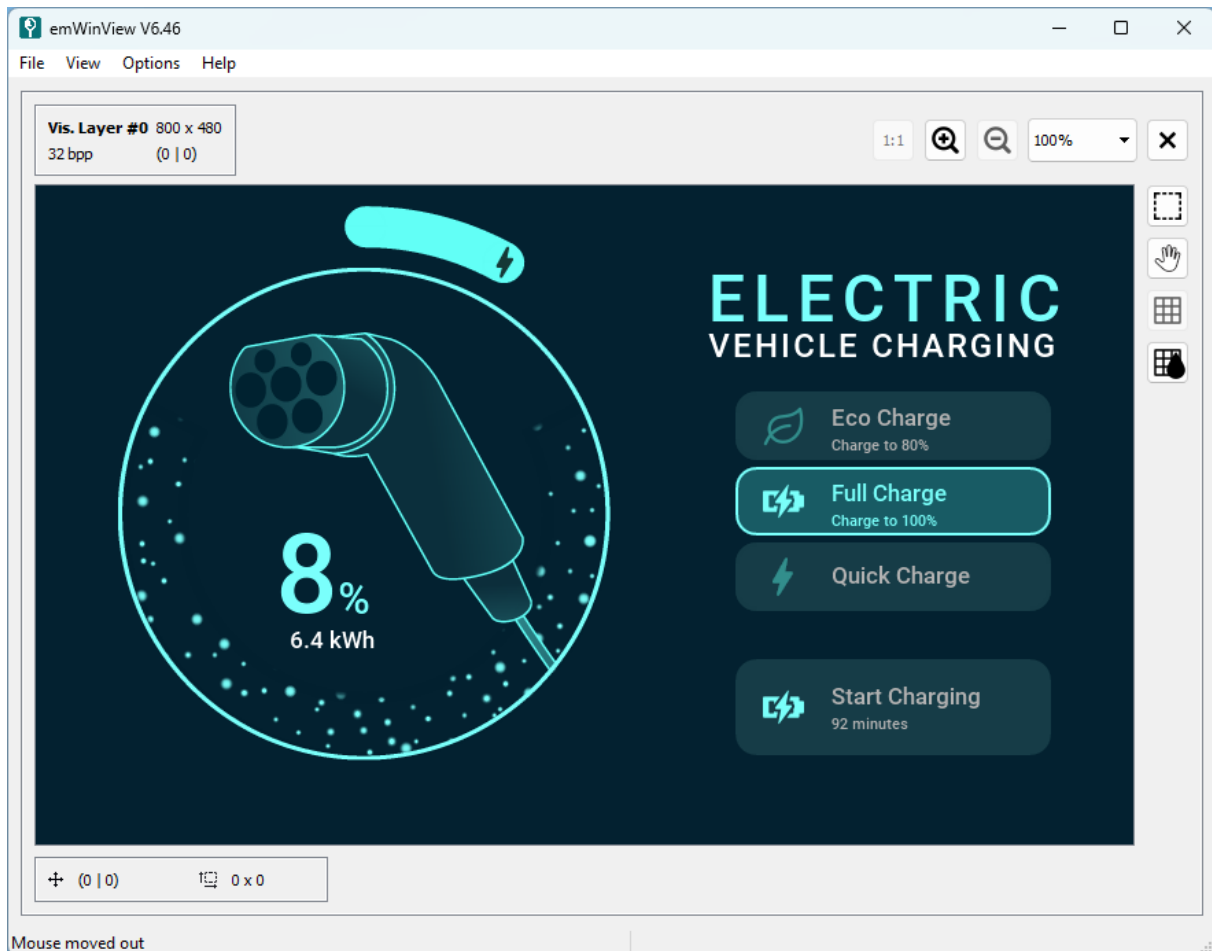 emWinView V6.46
File View Options Help
Vis. Layer #0 800 x 480
32 bpp (0 | 0)
1:1
100%
ELECTRIC
VEHICLE CHARGING
Eco Charge
Charge to 80%
Full Charge
Charge to 100%
Quick Charge
8%
6.4 kWh
Start Charging
92 minutes
(0 | 0) 0 x 0
Mouse moved out